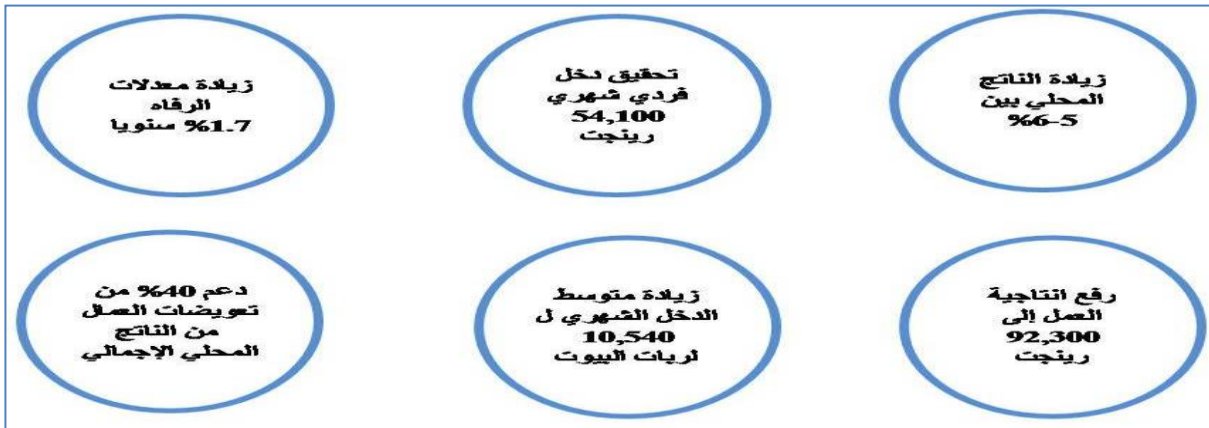 زيادة الناتج
المحلي بين
5-6%
تحقيق دخل
فردي شهري
54,100
رينجت
زيادة معدلات
الرفاه
1.7% سنويا
رفع انتاجية
العمل إلى
92,300
رينجت
زيادة متوسط
الدخل الشهري ل
10,540
لربات البيوت
دعم 40% من
تعويضات العمال
من الناتج
المحلي الإجمالي